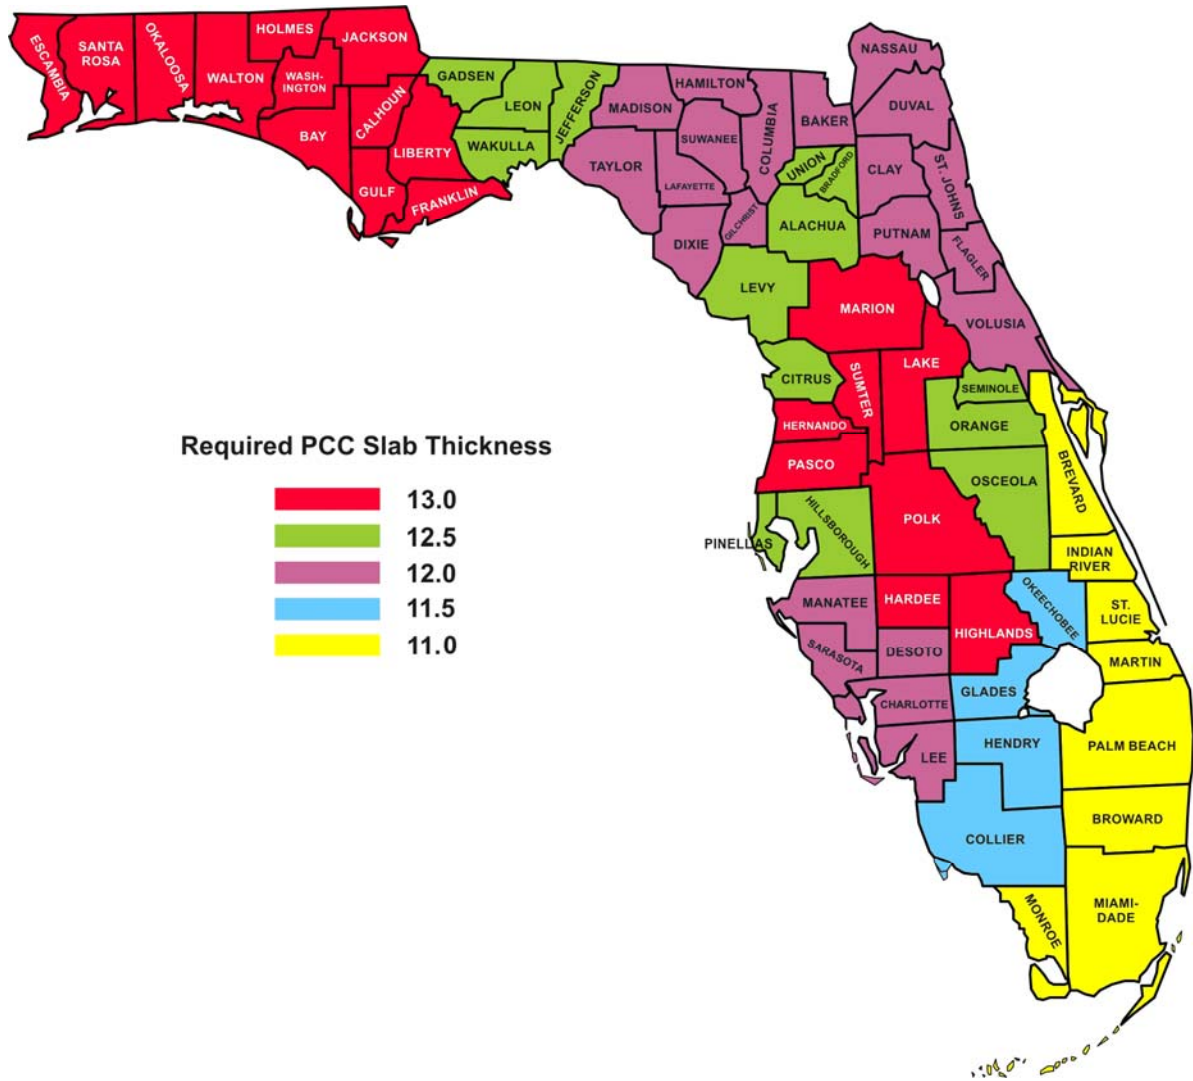 ESCAMBIA
SANTA
ROSA
OKALOOSA
WALTON
HOLMES
WASH-
INGTON
JACKSON
BAY
CALHOUN
GULF
LIBERTY
FRANKLIN
GADSEN
LEON
WAKULLA
JEFFERSON
MADISON
TAYLOR
HAMILTON
SUWANEE
LAFAYETTE
DIXIE
COLUMBIA
GILCHRIST
BAKER
UNION
BRADFORD
ALACHUA
NASSAU
DUVAL
CLAY
ST. JOHNS
PUTNAM
FLAGLER
LEVY
MARION
VOLUSIA
CITRUS
SUMTER
LAKE
SEMINOLE
ORANGE
HERNANDO
PASCO
OSCEOLA
BREVARD
Required PCC Slab Thickness
13.0
12.5
12.0
11.5
11.0
PINELLAS
HILLSBOROUGH
POLK
INDIAN
RIVER
MANATEE
HARDEE
HIGHLANDS
OKEECHOBEE
ST.
LUCIE
SARASOTA
DESOTO
MARTIN
CHARLOTTE
GLADES
LEE
HENDRY
PALM BEACH
COLLIER
BROWARD
MONROE
MIAMI-
DADE